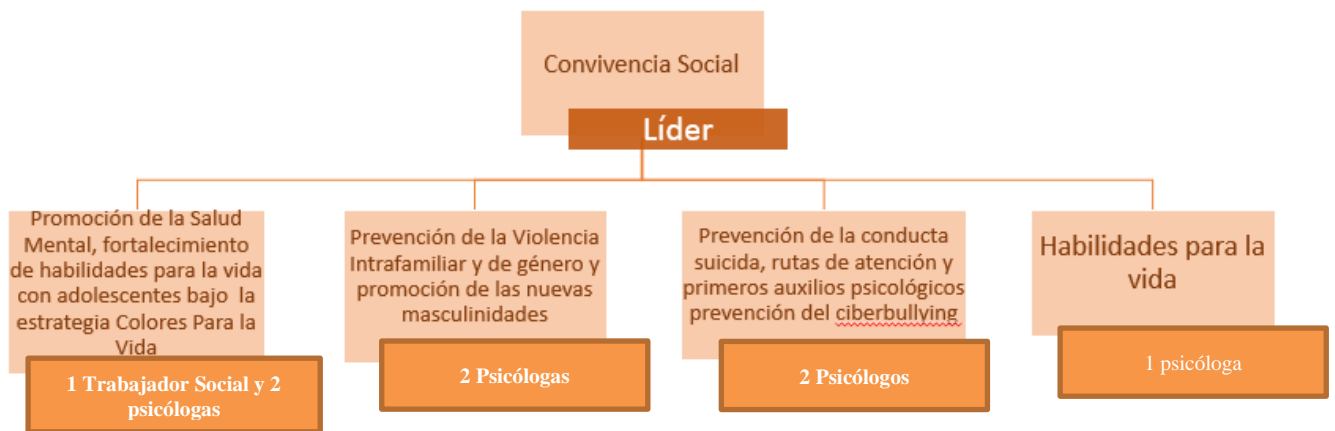 Convivencia Social
Líder
Promoción de la Salud
Mental, fortalecimiento
de habilidades para la vida
con adolescentes bajo la
estrategia Colores Para la
Vida
1 Trabajador Social y 2
psicólogas
Prevención de la Violencia
Intrafamiliar y de género y
promoción de las nuevas
masculinidades
2 Psicólogas
Prevención de la conducta
suicida, rutas de atención y
primeros auxilios psicológicos
prevención del ciberbullying
2 Psicólogos
Habilidades para la
vida
1 psicóloga